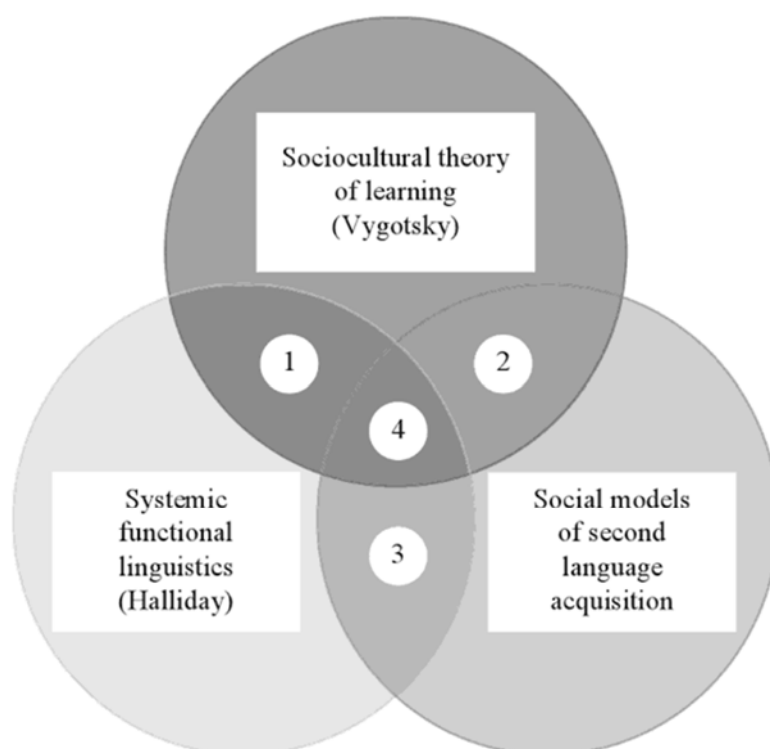 Sociocultural theory
of learning
(Vygotsky)
1
2
4
Systemic
functional
linguistics
(Halliday)
3
Social models
of second
language
acquisition